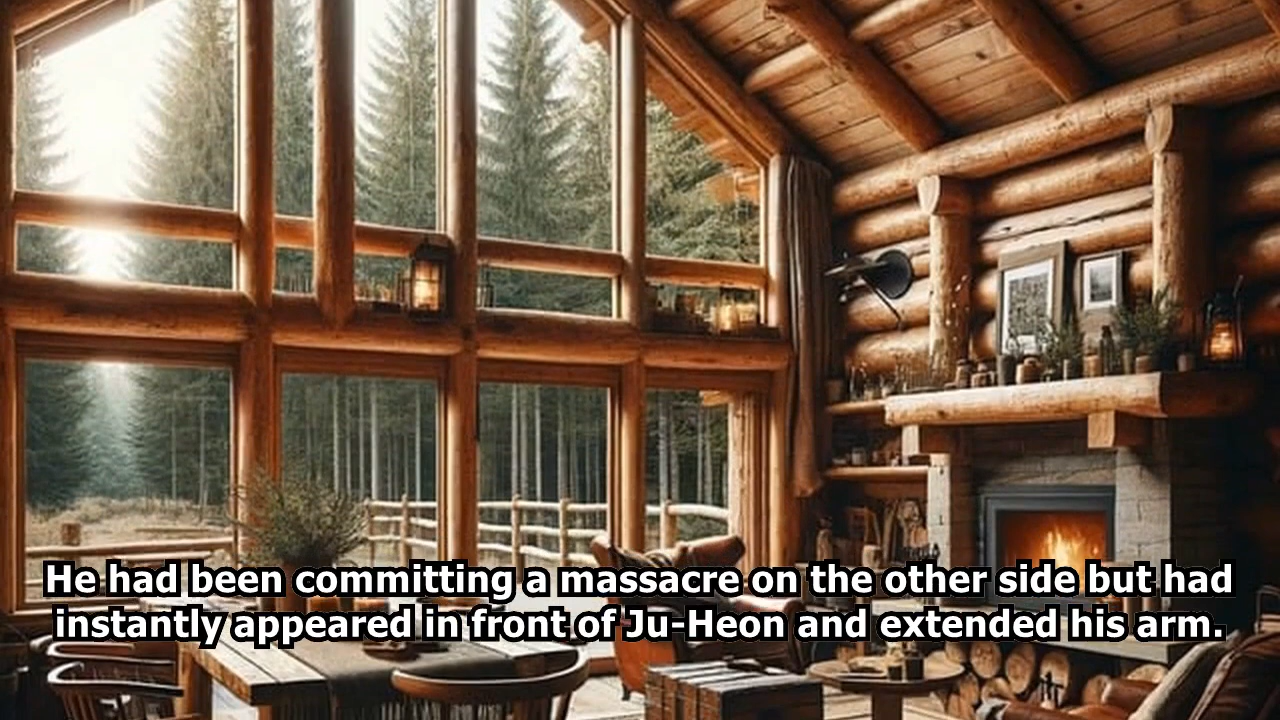 He had been committing a massacre on the other side but had
instantly appeared in front of Ju-Heon and extended his arm.